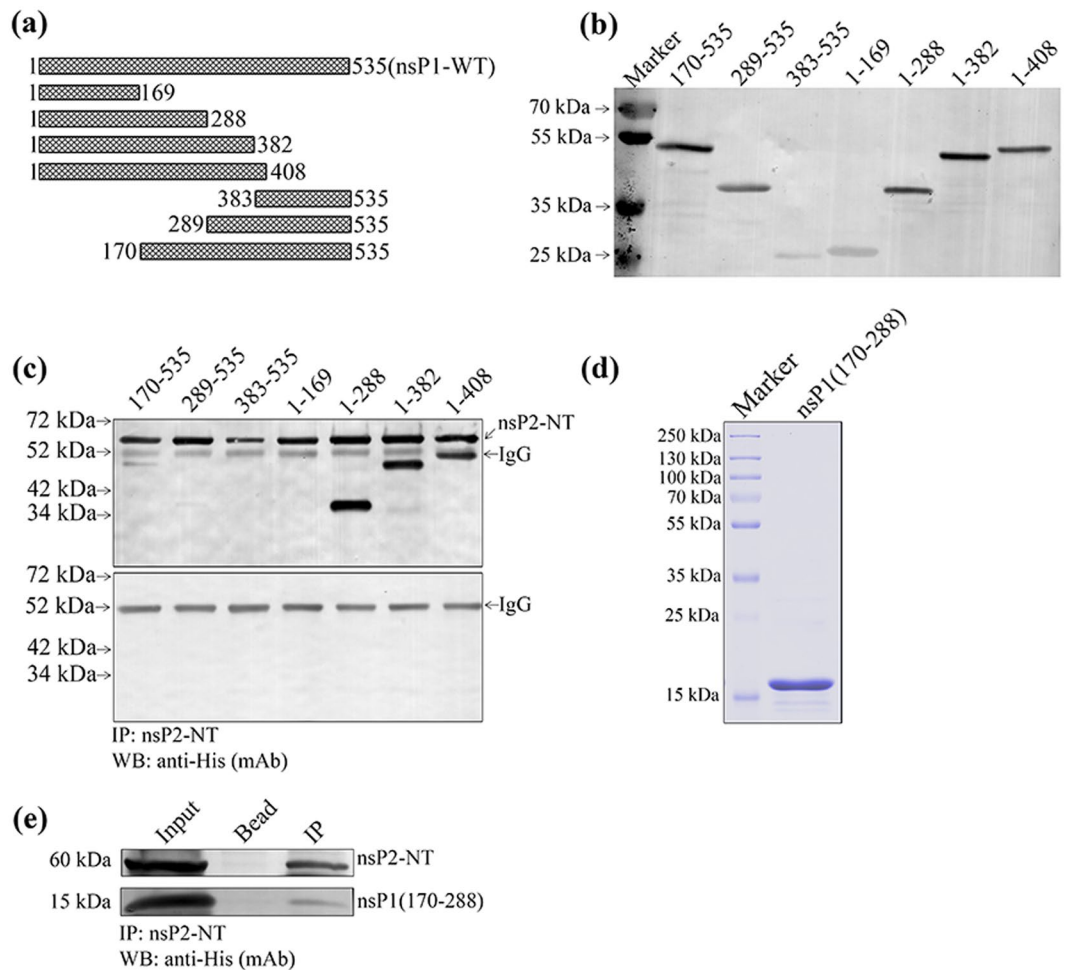 (a)
1 535(nsP1-WT)
1 169
1 288
1 382
1 408
383 535
289 535
170 535
(b)
Marker 170-535 289-535 383-535 1-169 1-288 1-382 1-408
70 kDa→
55 kDa→
35 kDa→
25 kDa→
(c)
170-535 289-535 383-535 1-169 1-288 1-382 1-408
72 kDa→
nsP2-NT
52 kDa→ ←IgG
42 kDa→
34 kDa→
72 kDa→
52 kDa→ ←IgG
42 kDa→
34 kDa→
IP: nsP2-NT
WB: anti-His (mAb)
(d)
Marker nsP1(170-288)
250 kDa
130 kDa
100 kDa
70 kDa
55 kDa
35 kDa
25 kDa
15 kDa
(e)
Input Bead IP
60 kDa nsP2-NT
15 kDa nsP1(170-288)
IP: nsP2-NT
WB: anti-His (mAb)